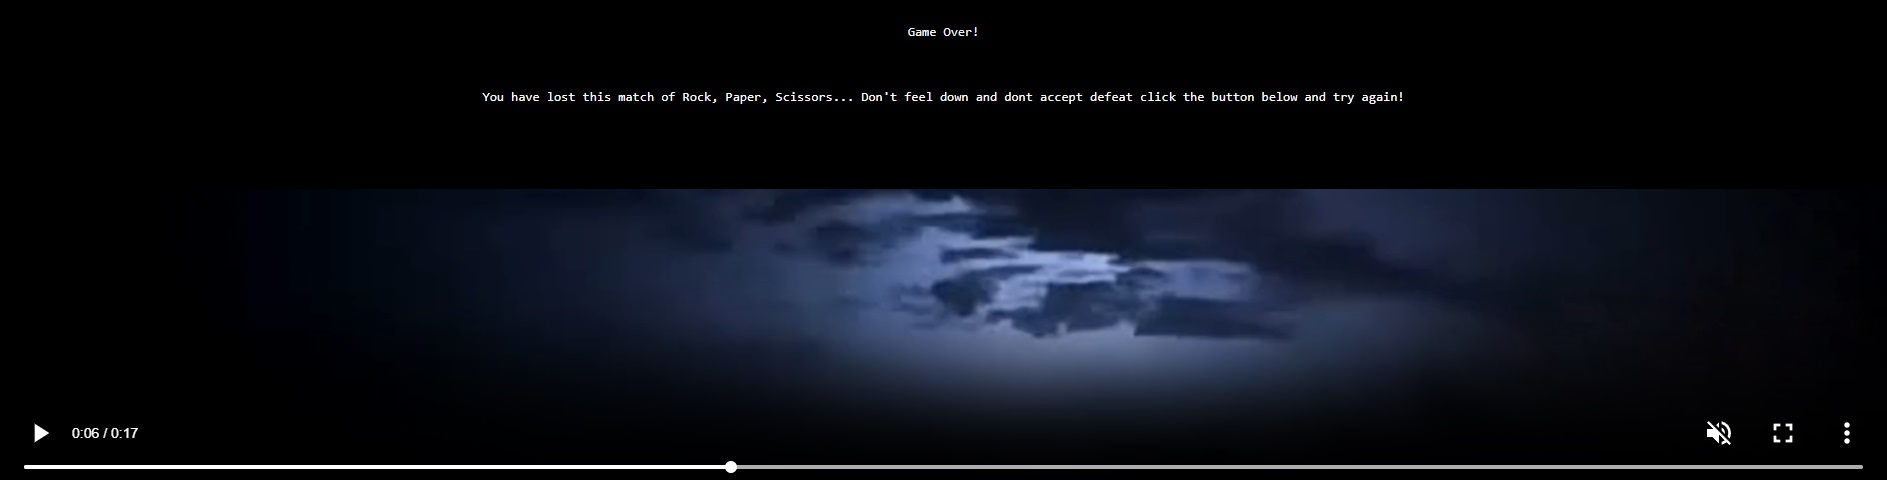 Game Over!
You have lost this match of Rock, Paper, Scissors... Don't feel down and dont accept defeat click the button below and try again!
0:06 / 0:17